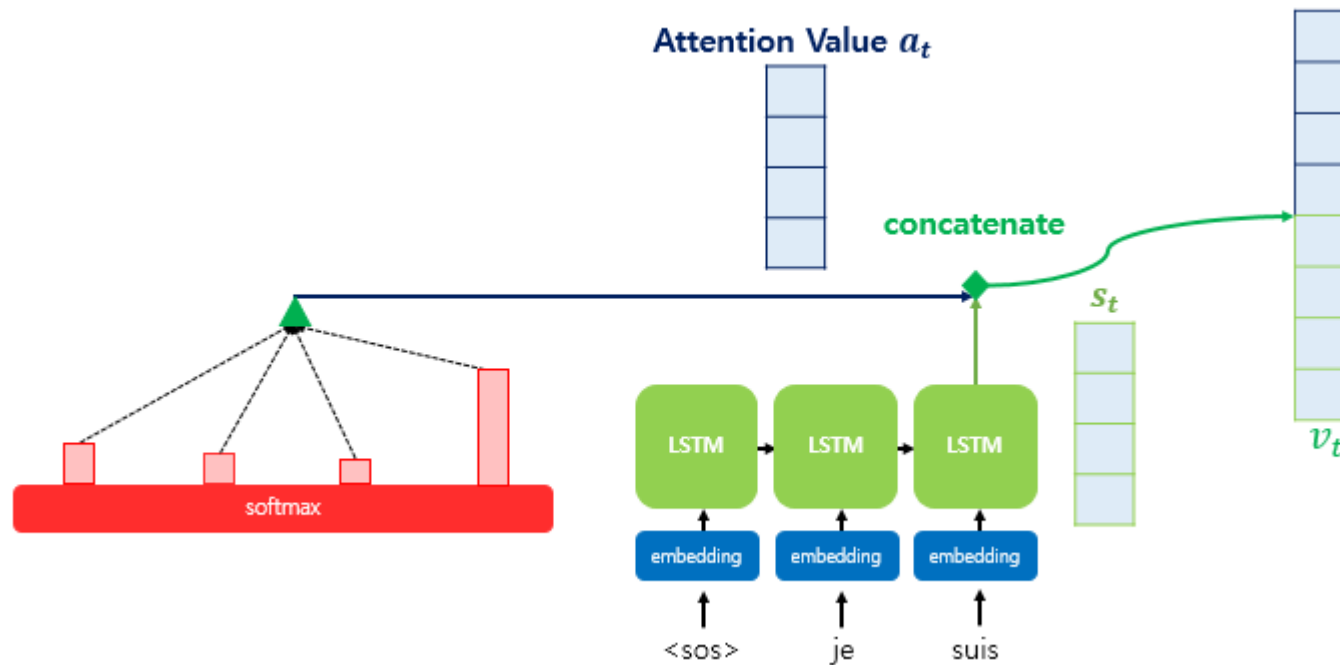 Attention Value a_t
concatenate
s_t
LSTM LSTM LSTM
v_t
softmax
embedding embedding embedding
<sos> je suis